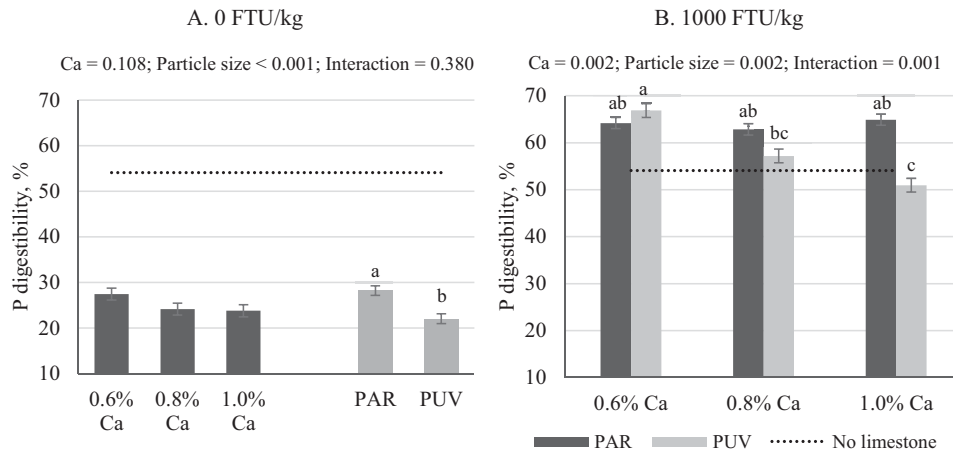 A. 0 FTU/kg
Ca = 0.108; Particle size < 0.001; Interaction = 0.380
P digestibility, %
70
60
50
40
30
20
10
a
b
0.6% Ca
0.8% Ca
1.0% Ca
PAR
PUV
B. 1000 FTU/kg
Ca = 0.002; Particle size = 0.002; Interaction = 0.001
P digestibility, %
70
60
50
40
30
20
10
ab
a
ab
bc
ab
c
0.6% Ca
0.8% Ca
1.0% Ca
PAR
PUV
No limestone